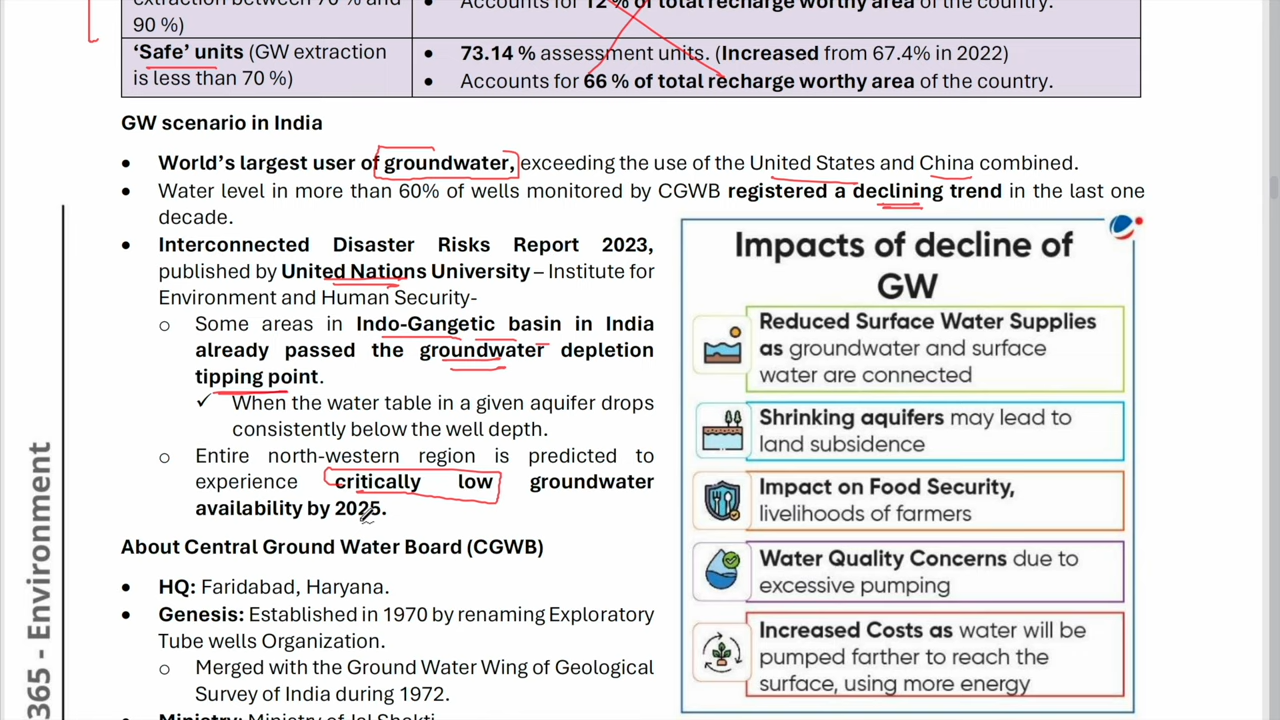 extraction between 70 % and
90 %)
Accounts for 12 % of total recharge worthy area of the country.
‘Safe’ units (GW extraction
is less than 70 %)
• 73.14 % assessment units. (Increased from 67.4% in 2022)
• Accounts for 66 % of total recharge worthy area of the country.
GW scenario in India
• World’s largest user of groundwater, exceeding the use of the United States and China combined.
• Water level in more than 60% of wells monitored by CGWB registered a declining trend in the last one
decade.
• Interconnected Disaster Risks Report 2023,
published by United Nations University – Institute for
Environment and Human Security-
o Some areas in Indo-Gangetic basin in India
already passed the groundwater depletion
tipping point.
✓ When the water table in a given aquifer drops
consistently below the well depth.
o Entire north-western region is predicted to
experience critically low groundwater
availability by 2025.
About Central Ground Water Board (CGWB)
• HQ: Faridabad, Haryana.
• Genesis: Established in 1970 by renaming Exploratory
Tube wells Organization.
o Merged with the Ground Water Wing of Geological
Survey of India during 1972.
• Ministry: Ministry of Jal Shakti
Impacts of decline of
GW
Reduced Surface Water Supplies
as groundwater and surface
water are connected
Shrinking aquifers may lead to
land subsidence
Impact on Food Security,
livelihoods of farmers
Water Quality Concerns due to
excessive pumping
Increased Costs as water will be
pumped farther to reach the
surface, using more energy
365 - Environment